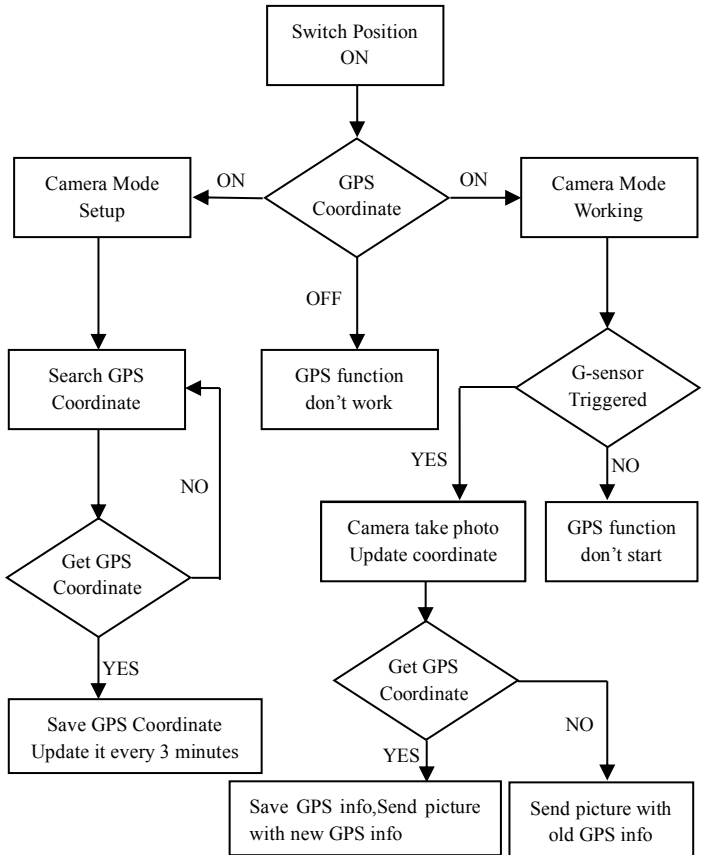 Switch Position
ON
GPS
Coordinate
ON
ON
OFF
Camera Mode
Setup
Camera Mode
Working
Search GPS
Coordinate
GPS function
don't work
G-sensor
Triggered
NO
YES
NO
Get GPS
Coordinate
Camera take photo
Update coordinate
GPS function
don't start
YES
Get GPS
Coordinate
Save GPS Coordinate
Update it every 3 minutes
YES
NO
Save GPS info,Send picture
with new GPS info
Send picture with
old GPS info